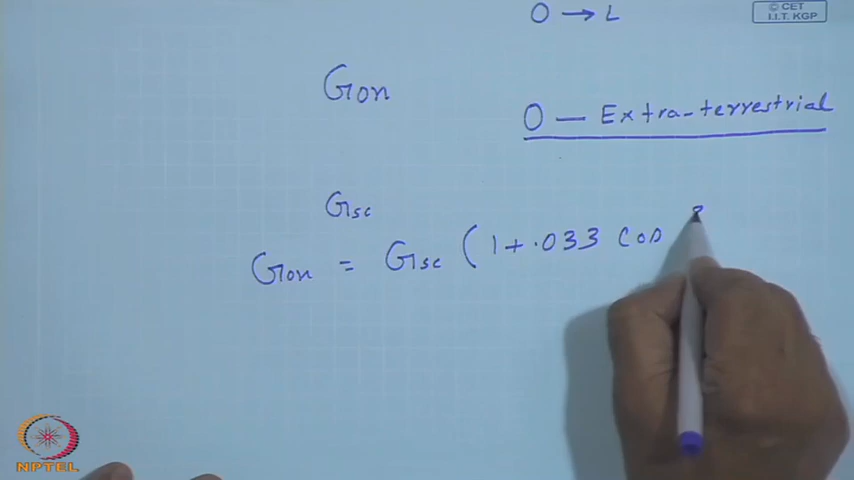 O → L
© CET
I.I.T. KGP
Gon
O — Extra-terrestrial
Gsc
Gon = Gsc (1 + .033 Cos
NPTEL